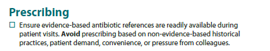 Prescribing
☐ Ensure evidence-based antibiotic references are readily available during
patient visits. Avoid prescribing based on non-evidence-based historical
practices, patient demand, convenience, or pressure from colleagues.